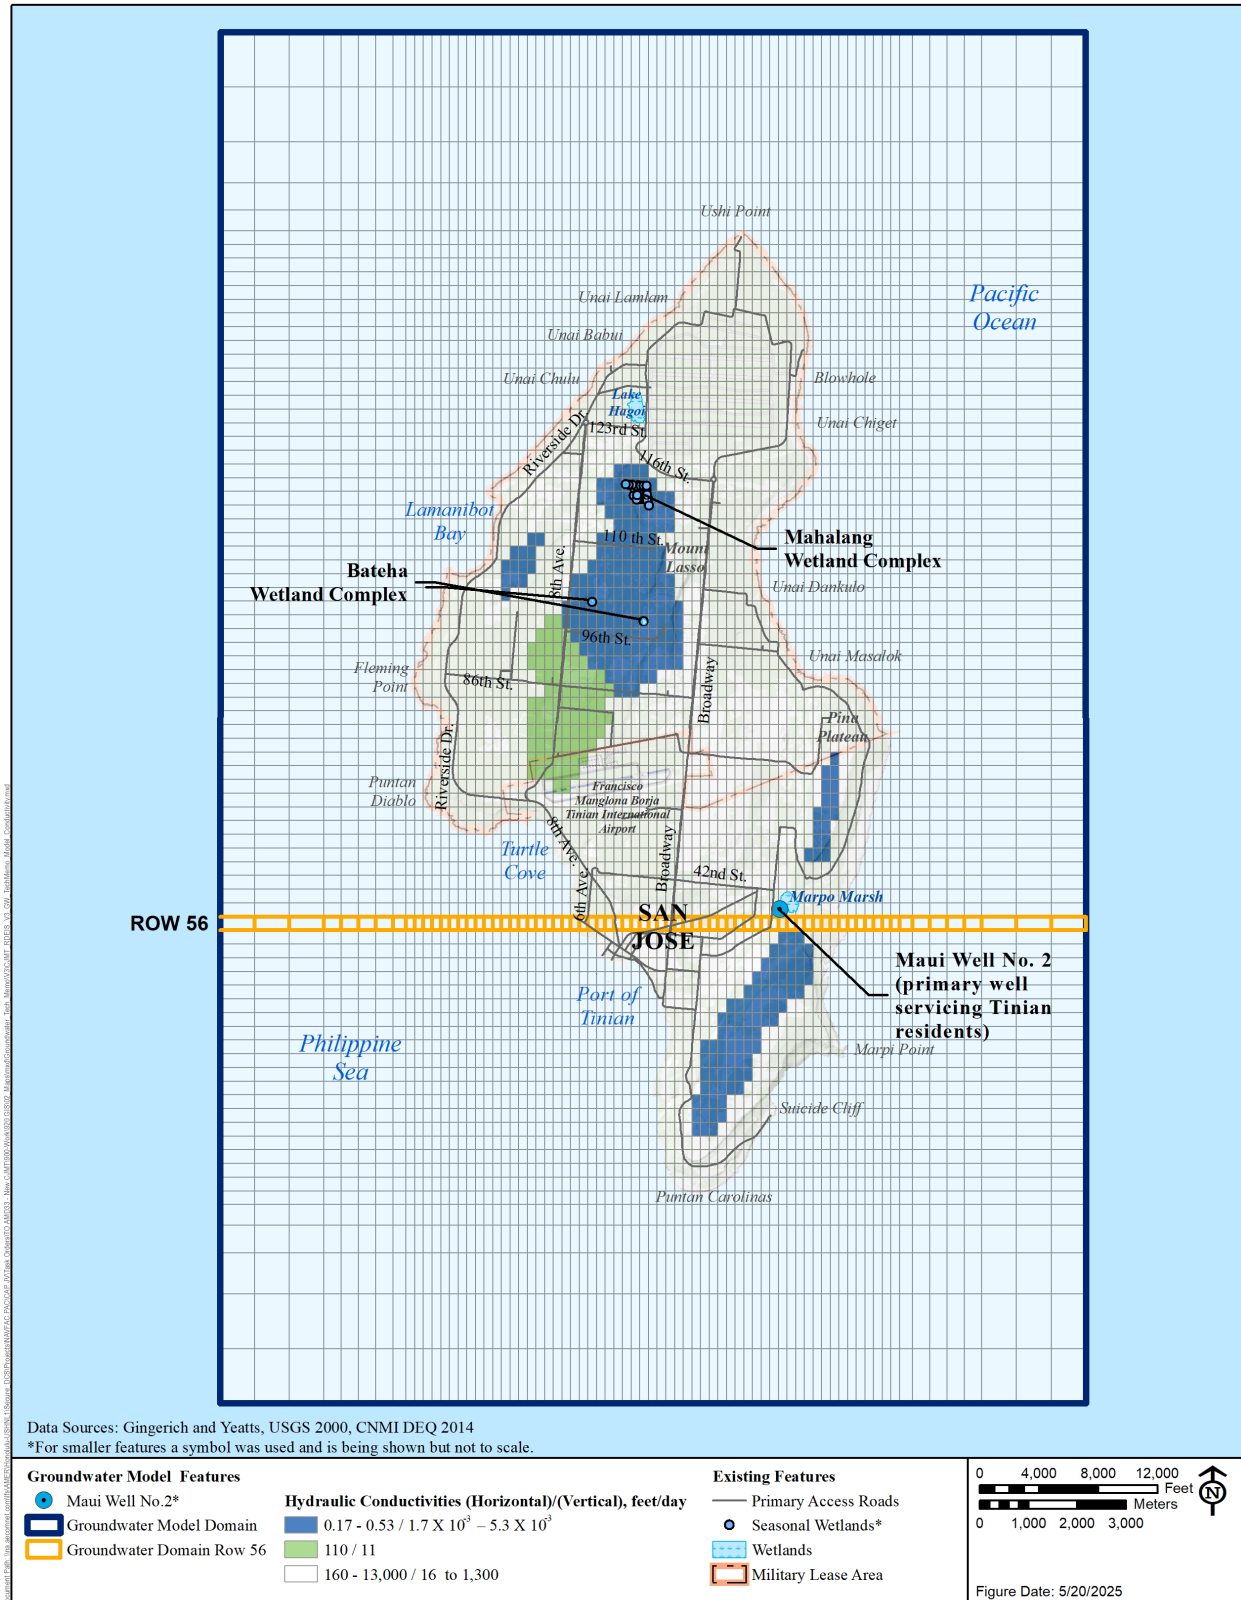 Ushi Point
Pacific
Ocean
Unai Lamlam
Unai Babui
Unai Chulu
Blowhole
Lake
Hagoi
Unai Chiget
Riverside Dr.
123rd St.
116th St.
Lamanibot
Bay
110 th St.
Mount
Lasso
Mahalang
Wetland Complex
8th Ave.
Bateha
Wetland Complex
Unai Dankulo
96th St.
Unai Masalok
Fleming
Point
86th St.
Broadway
Pina
Plateau
Riverside Dr.
Puntan
Diablo
Francisco
Manglona Borja
Tinian International
Airport
8th Ave.
Turtle
Cove
Broadway
42nd St.
6th Ave.
Marpo Marsh
ROW 56
SAN
JOSE
Maui Well No. 2
(primary well
servicing Tinian
residents)
Port of
Tinian
Philippine
Sea
Marpi Point
Suicide Cliff
Puntan Carolinas
Data Sources: Gingerich and Yeatts, USGS 2000, CNMI DEQ 2014
*For smaller features a symbol was used and is being shown but not to scale.
Groundwater Model Features
Maui Well No.2*
Groundwater Model Domain
Groundwater Domain Row 56
Hydraulic Conductivities (Horizontal)/(Vertical), feet/day
0.17 - 0.53 / 1.7 X 10⁻³ – 5.3 X 10⁻³
110 / 11
160 - 13,000 / 16 to 1,300
Existing Features
Primary Access Roads
Seasonal Wetlands*
Wetlands
Military Lease Area
0 4,000 8,000 12,000
Feet
Meters
0 1,000 2,000 3,000
N
Figure Date: 5/20/2025